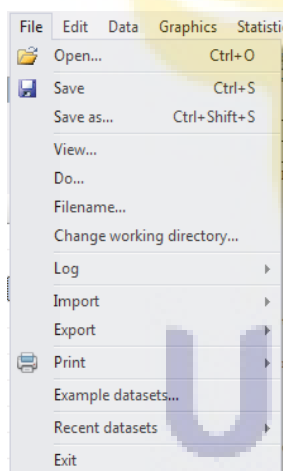 File Edit Data Graphics Statisti
Open... Ctrl+O
Save Ctrl+S
Save as... Ctrl+Shift+S
View...
Do...
Filename...
Change working directory...
Log
Import
Export
Print
Example datasets...
Recent datasets
Exit
U